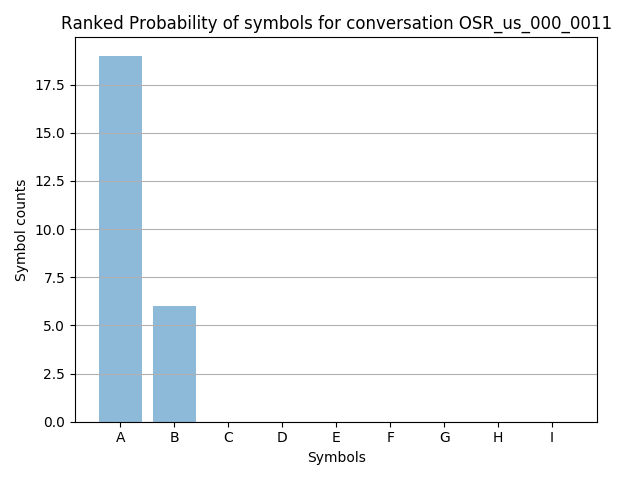 Ranked Probability of symbols for conversation OSR_us_000_0011
Symbol counts
17.5
15.0
12.5
10.0
7.5
5.0
2.5
0.0
A B C D E F G H I
Symbols